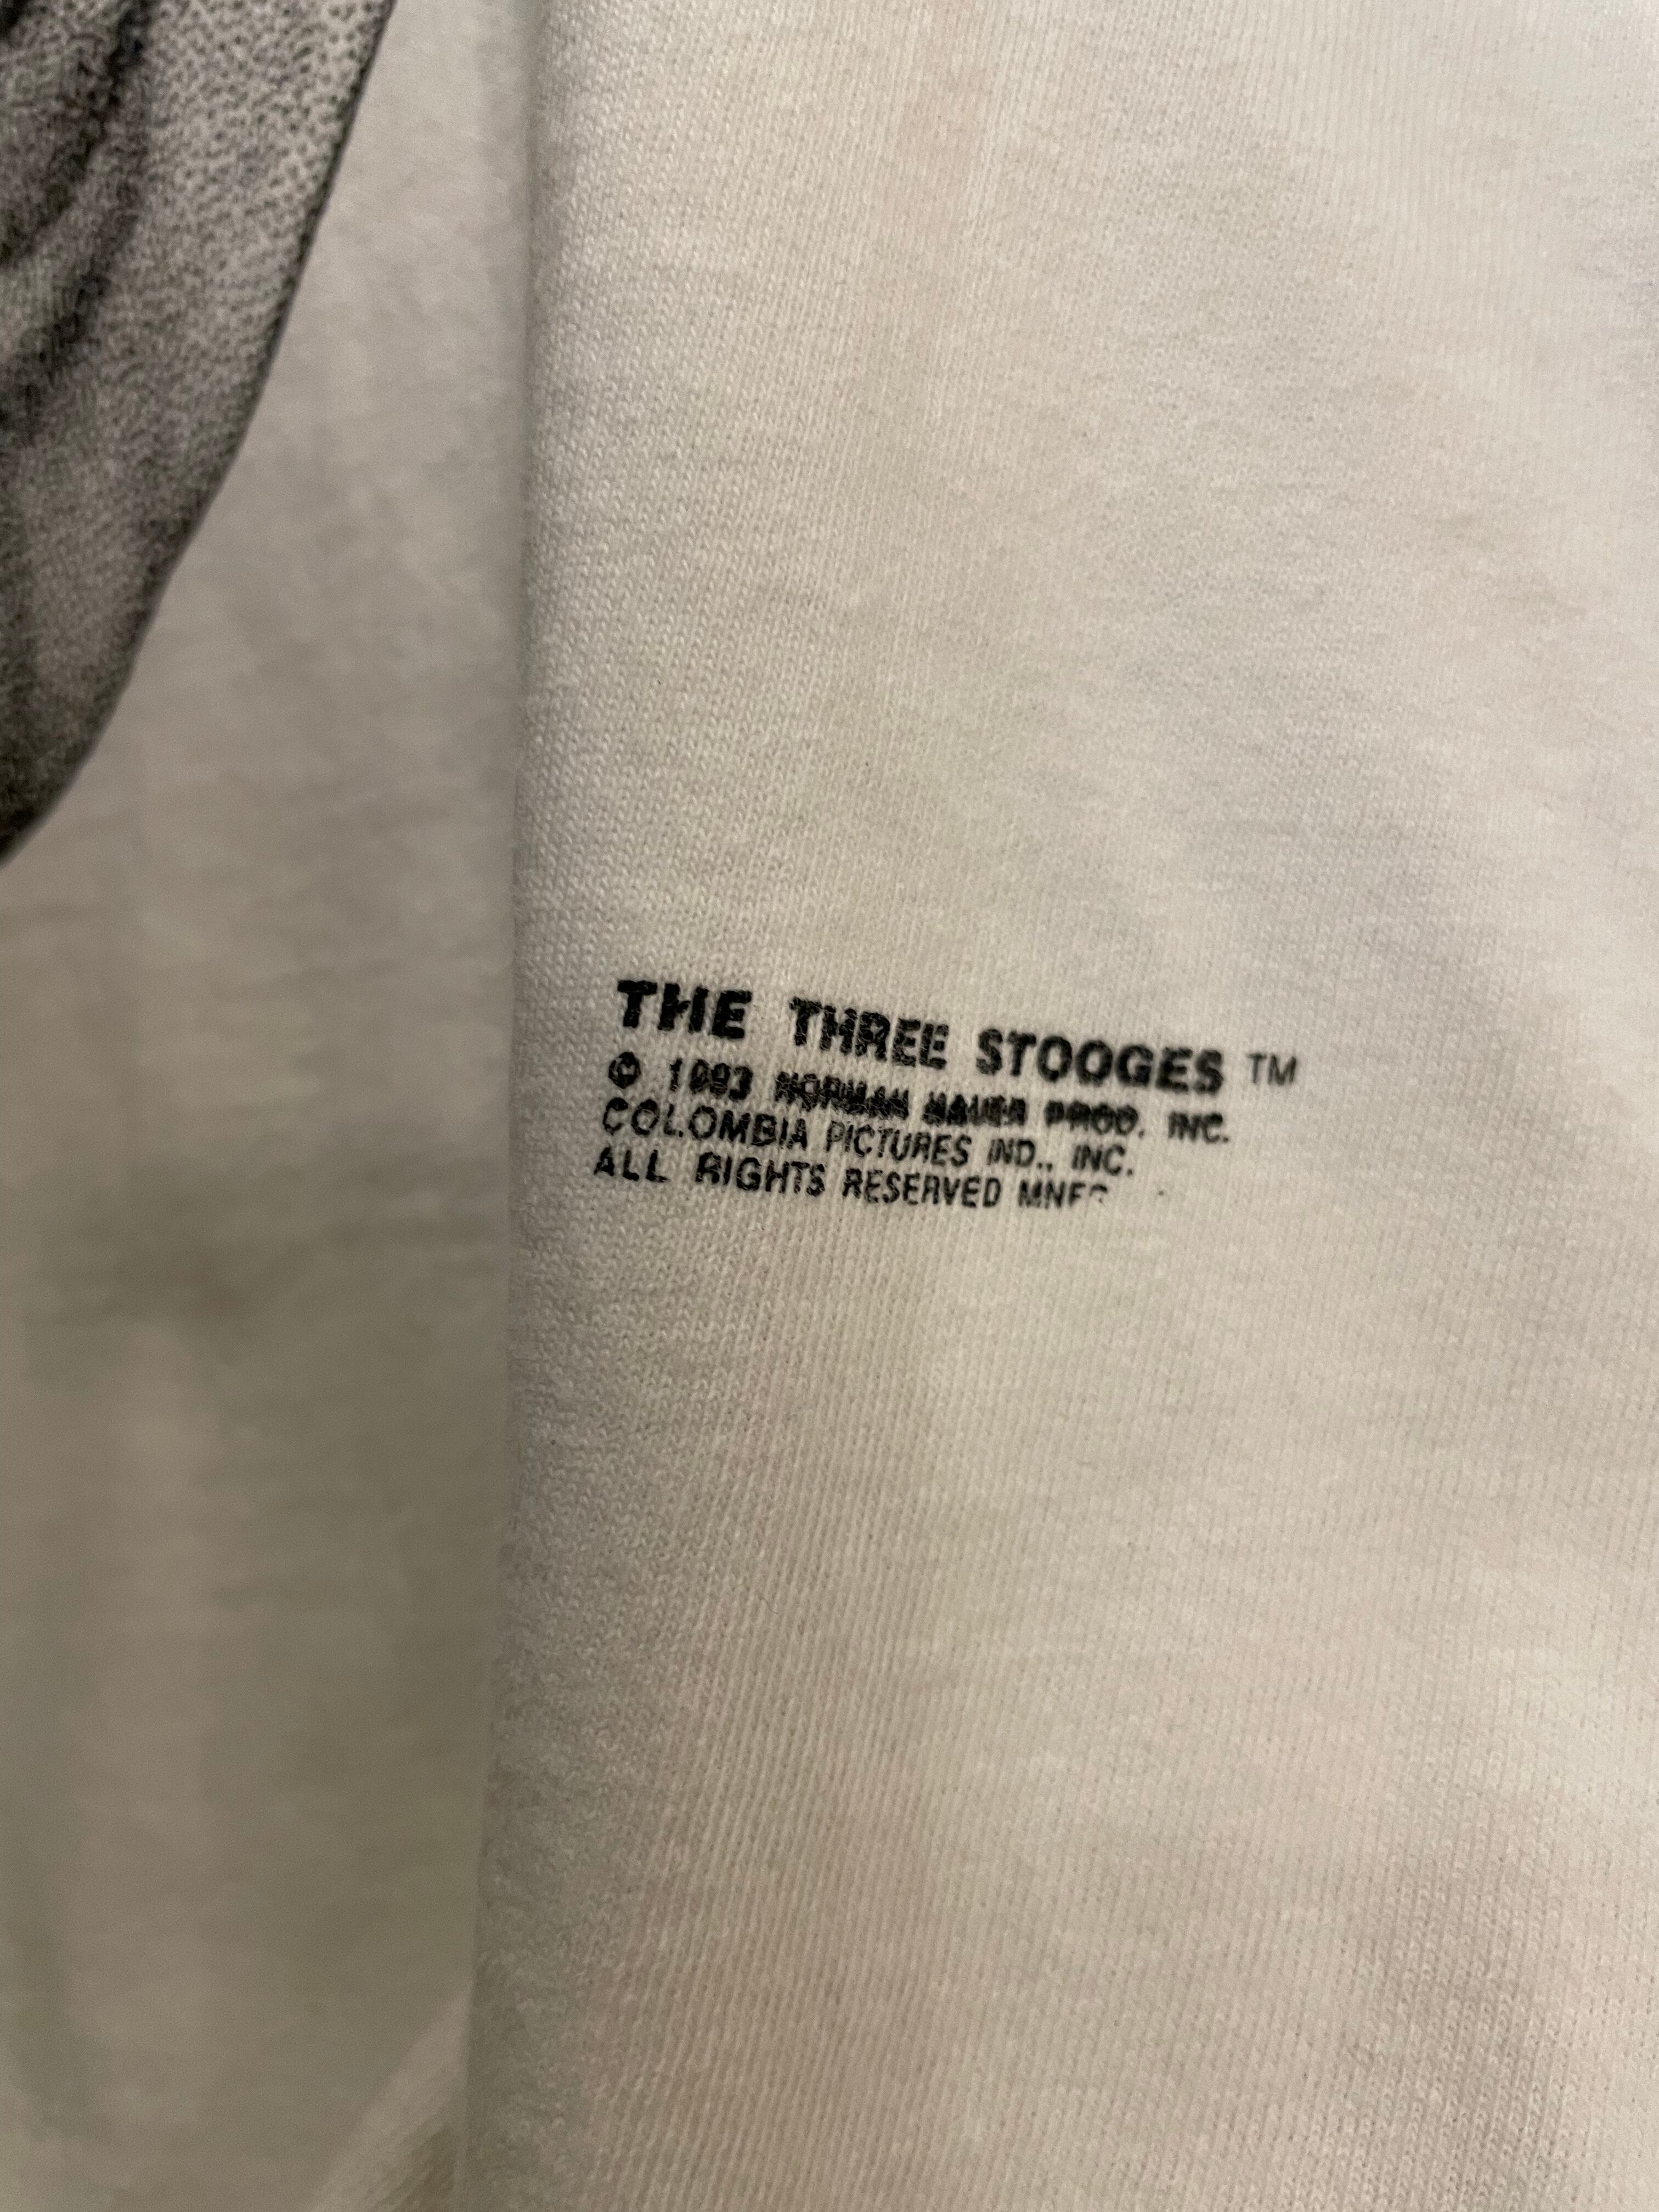 THE THREE STOOGES ™
© 1993 NORMAN MAURER PROD. INC.
COLOMBIA PICTURES IND., INC.
ALL RIGHTS RESERVED